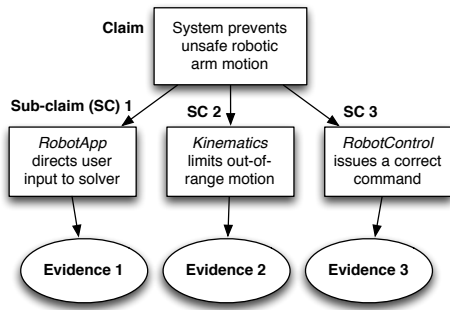 Claim
System prevents
unsafe robotic
arm motion
Sub-claim (SC) 1
SC 2
SC 3
RobotApp
directs user
input to solver
Kinematics
limits out-of-
range motion
RobotControl
issues a correct
command
Evidence 1
Evidence 2
Evidence 3